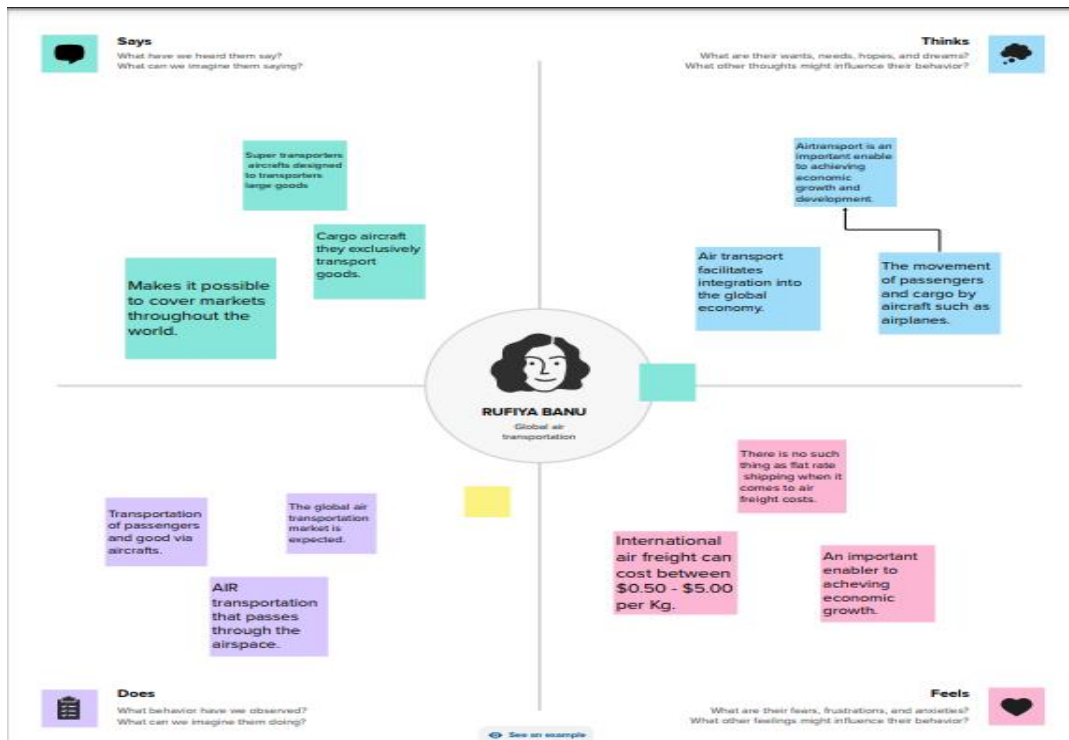 Says
What have we heard them say?
What can we imagine them saying?
Thinks
What are their wants, needs, hopes, and dreams?
What other thoughts might influence their behavior?
Super transporters
aircrafts designed
to transporters
large goods
Cargo aircraft
they exclusively
transport
goods.
Makes it possible
to cover markets
throughout the
world.
Airtransport is an
important enable
to achieving
economic
growth and
development.
Air transport
facilitates
integration into
the global
economy.
The movement
of passengers
and cargo by
aircraft such as
airplanes.
RUFIYA BANU
Global air
transportation
Transportation
of passengers
and good via
aircrafts.
The global air
transportation
market is
expected.
AIR
transportation
that passes
through the
airspace.
There is no such
thing as flat rate
shipping when it
comes to air
freight costs.
International
air freight can
cost between
$0.50 - $5.00
per Kg.
An important
enabler to
acheving
economic
growth.
Does
What behavior have we observed?
What can we imagine them doing?
Feels
What are their fears, frustrations, and anxieties?
What other feelings might influence their behavior?
See an example